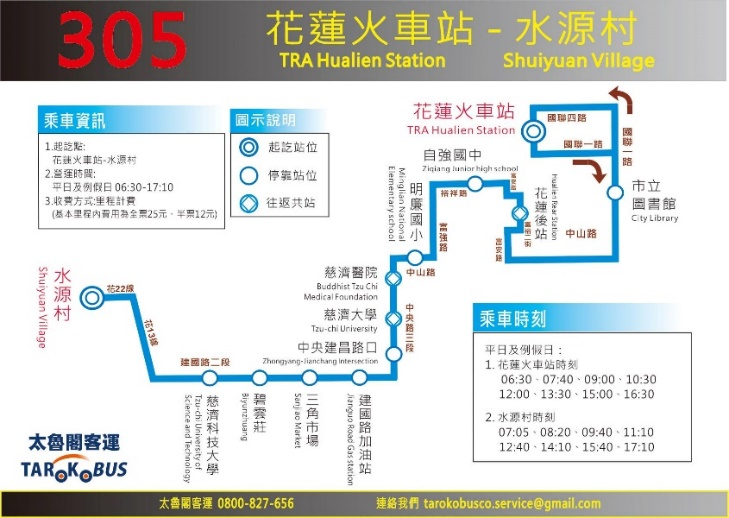 305
花蓮火車站 - 水源村
TRA Hualien Station
Shuiyuan Village
乘車資訊
1.起訖點:
花蓮火車站-水源村
2.營運時間:
平日及例假日 06:30-17:10
3.收費方式:里程計費
(基本里程內費用為全票25元、半票12元)
圖示說明
起訖站位
停靠站位
往返共站
花蓮火車站
TRA Hualien Station
國聯四路
國聯一路
國聯一路
市立圖書館
City Library
中山路
自強國中
Ziqiang Junior high school
裕祥路
花蓮後站
Hualien Rear Station
富安路
富強路
明廉國小
Minglian National Elementary school
中山路
慈濟醫院
Buddhist Tzu Chi
Medical Foundation
慈濟大學
Tzu-chi University
中央路三段
中央建昌路口
Zhongyang-Jianchang Intersection
水源村
Shuiyuan Village
花22線
花13線
建國路二段
慈濟科技大學
Tzu-chi University of
Science and Technology
碧雲莊
Biyunzhuang
三角市場
Sanjiao Market
建國路加油站
Jianguo Road Gas station
乘車時刻
平日及例假日：
1. 花蓮火車站時刻
06:30、07:40、09:00、10:30
12:00、13:30、15:00、16:30
2. 水源村時刻
07:05、08:20、09:40、11:10
12:40、14:10、15:40、17:10
太魯閣客運
TAROKOBUS
太魯閣客運 0800-827-656
連絡我們 tarokobusco.service@gmail.com